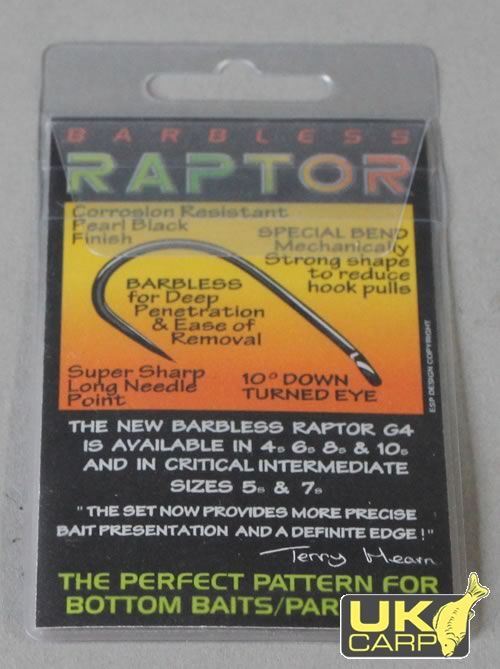 BARBLESS
RAPTOR
Corrosion Resistant
Pearl Black
Finish
SPECIAL BEND
Mechanically
Strong shape
to reduce
hook pulls
BARBLESS
for Deep
Penetration
& Ease of
Removal
Super Sharp
Long Needle
Point
10° DOWN
TURNED EYE
ESP DESIGN COPYRIGHT
THE NEW BARBLESS RAPTOR G4
IS AVAILABLE IN 4s 6s 8s & 10s
AND IN CRITICAL INTERMEDIATE
SIZES 5s & 7s
"THE SET NOW PROVIDES MORE PRECISE
BAIT PRESENTATION AND A DEFINITE EDGE!"
Terry Hearn
THE PERFECT PATTERN FOR
BOTTOM BAITS/
UK
CARP